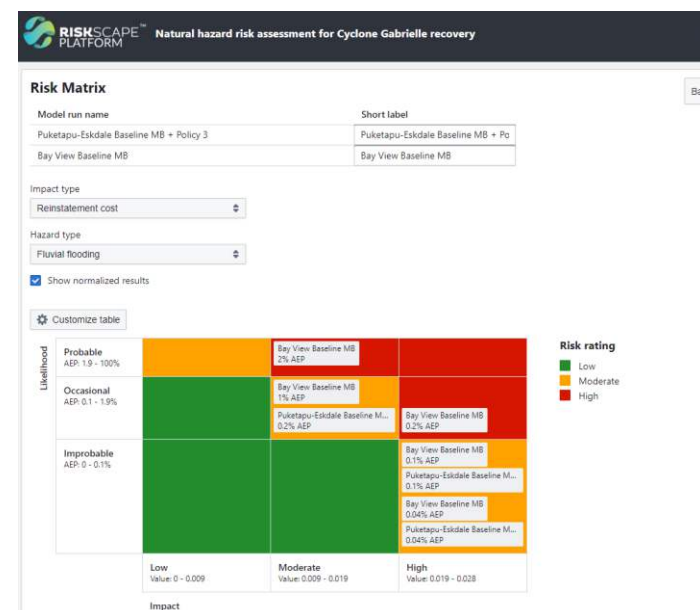 RISKSCAPE™
PLATFORM
Natural hazard risk assessment for Cyclone Gabrielle recovery
Risk Matrix
Ba
Model run name Short label
Puketapu-Eskdale Baseline MB + Policy 3 Puketapu-Eskdale Baseline MB + Po
Bay View Baseline MB Bay View Baseline MB
Impact type
Reinstatement cost
Hazard type
Fluvial flooding
Show normalized results
Customize table
Likelihood
Probable
AEP: 1.9 - 100%
Bay View Baseline MB
2% AEP
Occasional
AEP: 0.1 - 1.9%
Bay View Baseline MB
1% AEP
Puketapu-Eskdale Baseline M...
0.2% AEP
Bay View Baseline MB
0.2% AEP
Improbable
AEP: 0 - 0.1%
Bay View Baseline MB
0.1% AEP
Puketapu-Eskdale Baseline M...
0.1% AEP
Bay View Baseline MB
0.04% AEP
Puketapu-Eskdale Baseline M...
0.04% AEP
Low
Value: 0 - 0.009
Moderate
Value: 0.009 - 0.019
High
Value: 0.019 - 0.028
Impact
Risk rating
Low
Moderate
High